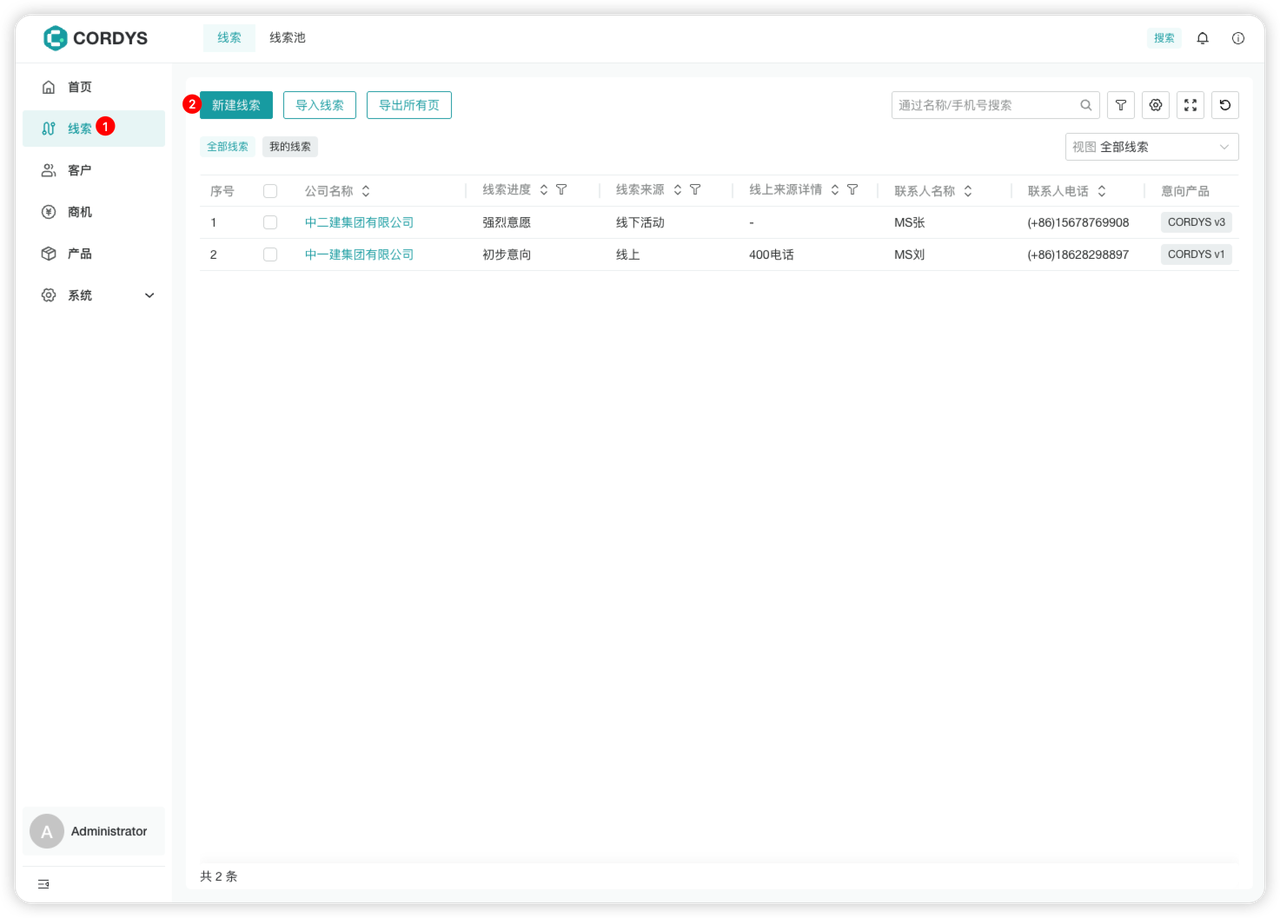 CORDYS 线索 线索池 搜索
首页
线索 1
客户
商机
产品
系统
2 新建线索 导入线索 导出所有页 通过名称/手机号搜索
全部线索 我的线索 视图 全部线索
序号 公司名称 线索进度 线索来源 线上来源详情 联系人名称 联系人电话 意向产品
1 中二建集团有限公司 强烈意愿 线下活动 - MS张 (+86)15678769908 CORDYS v3
2 中一建集团有限公司 初步意向 线上 400电话 MS刘 (+86)18628298897 CORDYS v1
A Administrator
共 2 条